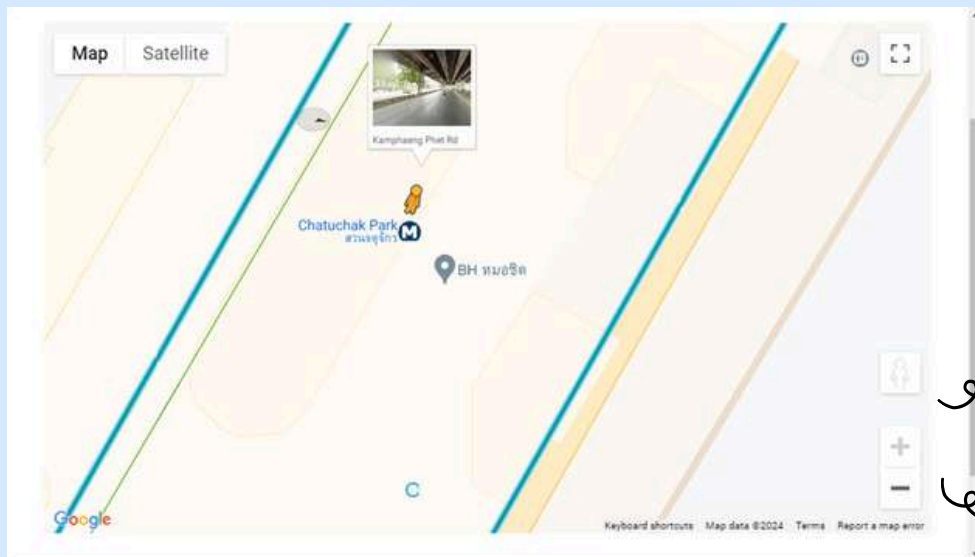 Map Satellite
Kamphaeng Phet Rd
Chatuchak Park
สวนจตุจักร
BH หมอชิต
Google
Keyboard shortcuts Map data ©2024 Terms Report a map error